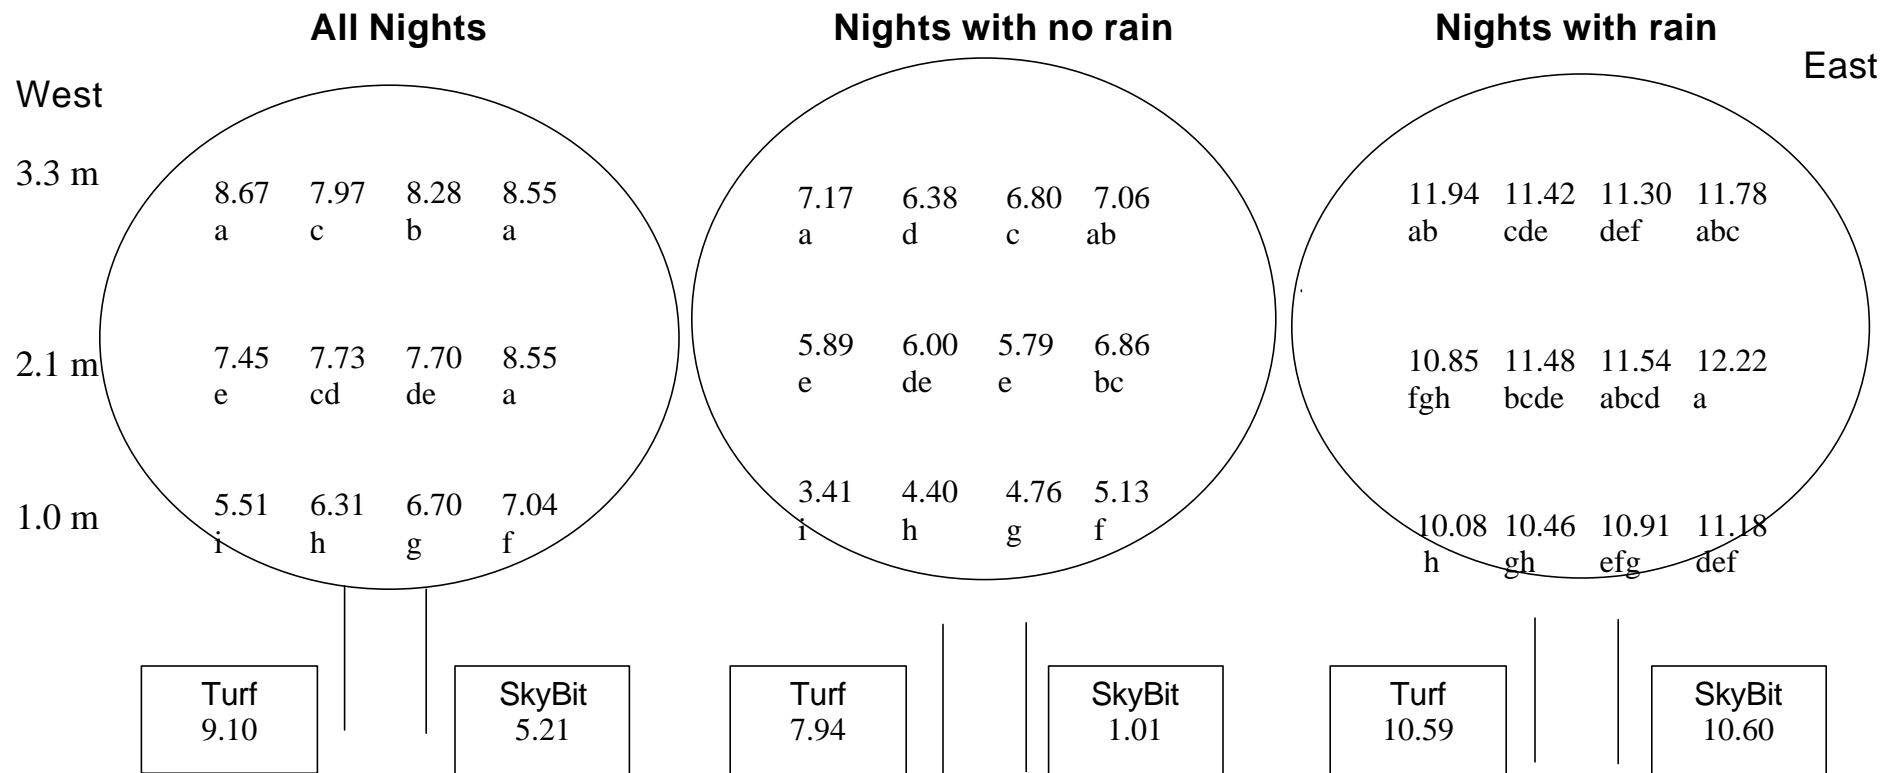 All Nights Nights with no rain Nights with rain
West East
3.3 m
8.67 7.97 8.28 8.55 7.17 6.38 6.80 7.06 11.94 11.42 11.30 11.78
a c b a a d c ab ab cde def abc
2.1 m
7.45 7.73 7.70 8.55 5.89 6.00 5.79 6.86 10.85 11.48 11.54 12.22
e cd de a e de e bc fgh bcde abcd a
1.0 m
5.51 6.31 6.70 7.04 3.41 4.40 4.76 5.13 10.08 10.46 10.91 11.18
i h g f i h g f h gh efg def
Turf SkyBit Turf SkyBit Turf SkyBit
9.10 5.21 7.94 1.01 10.59 10.60